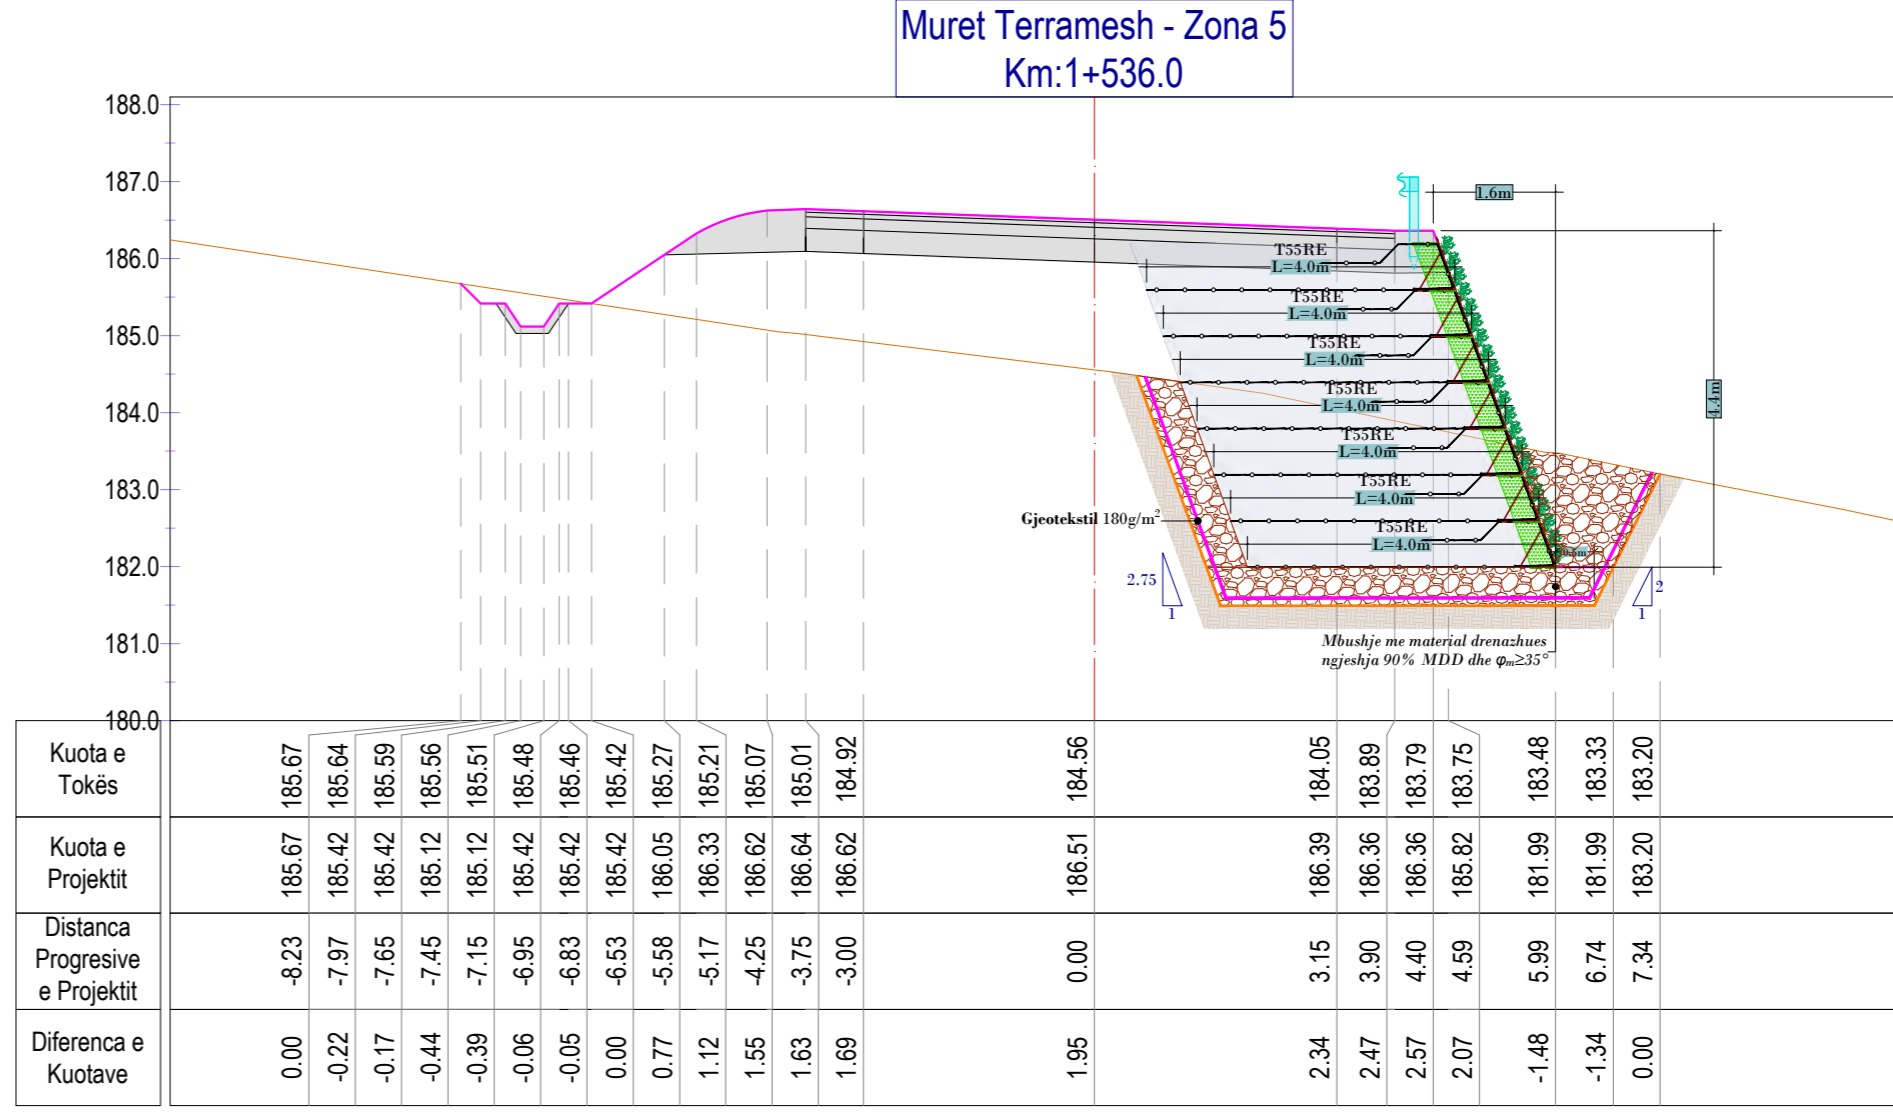 Muret Terramesh - Zona 5
Km:1+536.0
188.0
187.0
186.0
185.0
184.0
183.0
182.0
181.0
180.0
1.6m
4.4m
T55RE
L=4.0m
T55RE
L=4.0m
T55RE
L=4.0m
T55RE
L=4.0m
T55RE
L=4.0m
T55RE
L=4.0m
T55RE
L=4.0m
Gjeotekstil 180g/m²
2.75
1
2
1
Mbushje me material drenazhues
ngjeshja 90% MDD dhe φm≥35°
Kuota e
Tokës
185.67 185.64 185.59 185.56 185.51 185.48 185.46 185.42 185.27 185.21 185.07 185.01 184.92 184.56 184.05 183.89 183.79 183.75 183.48 183.33 183.20
Kuota e
Projektit
185.67 185.42 185.42 185.12 185.12 185.42 185.42 185.42 186.05 186.33 186.62 186.64 186.62 186.51 186.39 186.36 186.36 185.82 181.99 181.99 183.20
Distanca
Progresive
e Projektit
-8.23 -7.97 -7.65 -7.45 -7.15 -6.95 -6.83 -6.53 -5.58 -5.17 -4.25 -3.75 -3.00 0.00 3.15 3.90 4.40 4.59 5.99 6.74 7.34
Diferenca e
Kuotave
0.00 -0.22 -0.17 -0.44 -0.39 -0.06 -0.05 0.00 0.77 1.12 1.55 1.63 1.69 1.95 2.34 2.47 2.57 2.07 -1.48 -1.34 0.00